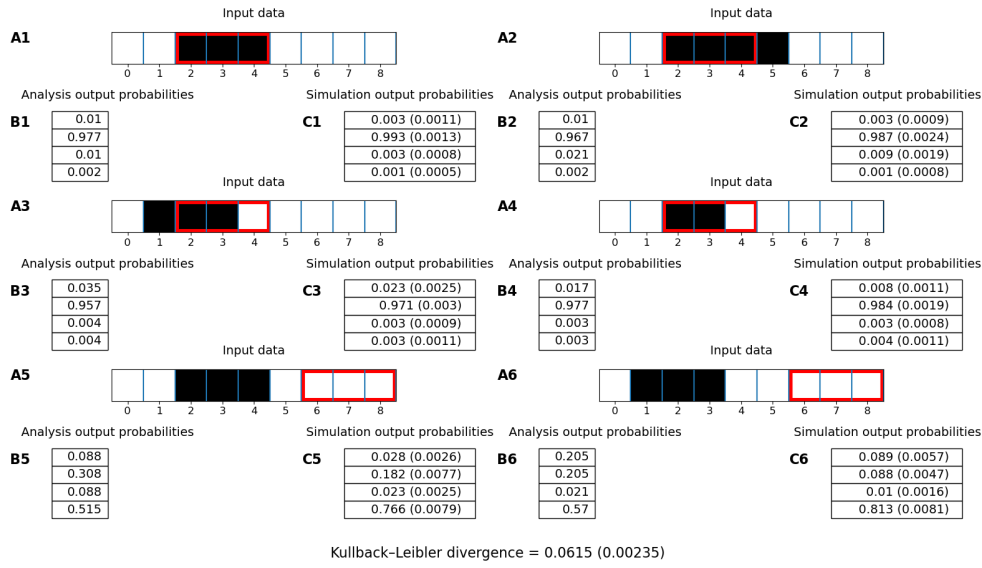 Input data
Input data
A1
A2
0 1 2 3 4 5 6 7 8
0 1 2 3 4 5 6 7 8
Analysis output probabilities
Simulation output probabilities
Analysis output probabilities
Simulation output probabilities
B1
0.01
0.977
0.01
0.002
C1
0.003 (0.0011)
0.993 (0.0013)
0.003 (0.0008)
0.001 (0.0005)
B2
0.01
0.967
0.021
0.002
C2
0.003 (0.0009)
0.987 (0.0024)
0.009 (0.0019)
0.001 (0.0008)
Input data
Input data
A3
A4
0 1 2 3 4 5 6 7 8
0 1 2 3 4 5 6 7 8
Analysis output probabilities
Simulation output probabilities
Analysis output probabilities
Simulation output probabilities
B3
0.035
0.957
0.004
0.004
C3
0.023 (0.0025)
0.971 (0.003)
0.003 (0.0009)
0.003 (0.0011)
B4
0.017
0.977
0.003
0.003
C4
0.008 (0.0011)
0.984 (0.0019)
0.003 (0.0008)
0.004 (0.0011)
Input data
Input data
A5
A6
0 1 2 3 4 5 6 7 8
0 1 2 3 4 5 6 7 8
Analysis output probabilities
Simulation output probabilities
Analysis output probabilities
Simulation output probabilities
B5
0.088
0.308
0.088
0.515
C5
0.028 (0.0026)
0.182 (0.0077)
0.023 (0.0025)
0.766 (0.0079)
B6
0.205
0.205
0.021
0.57
C6
0.089 (0.0057)
0.088 (0.0047)
0.01 (0.0016)
0.813 (0.0081)
Kullback–Leibler divergence = 0.0615 (0.00235)